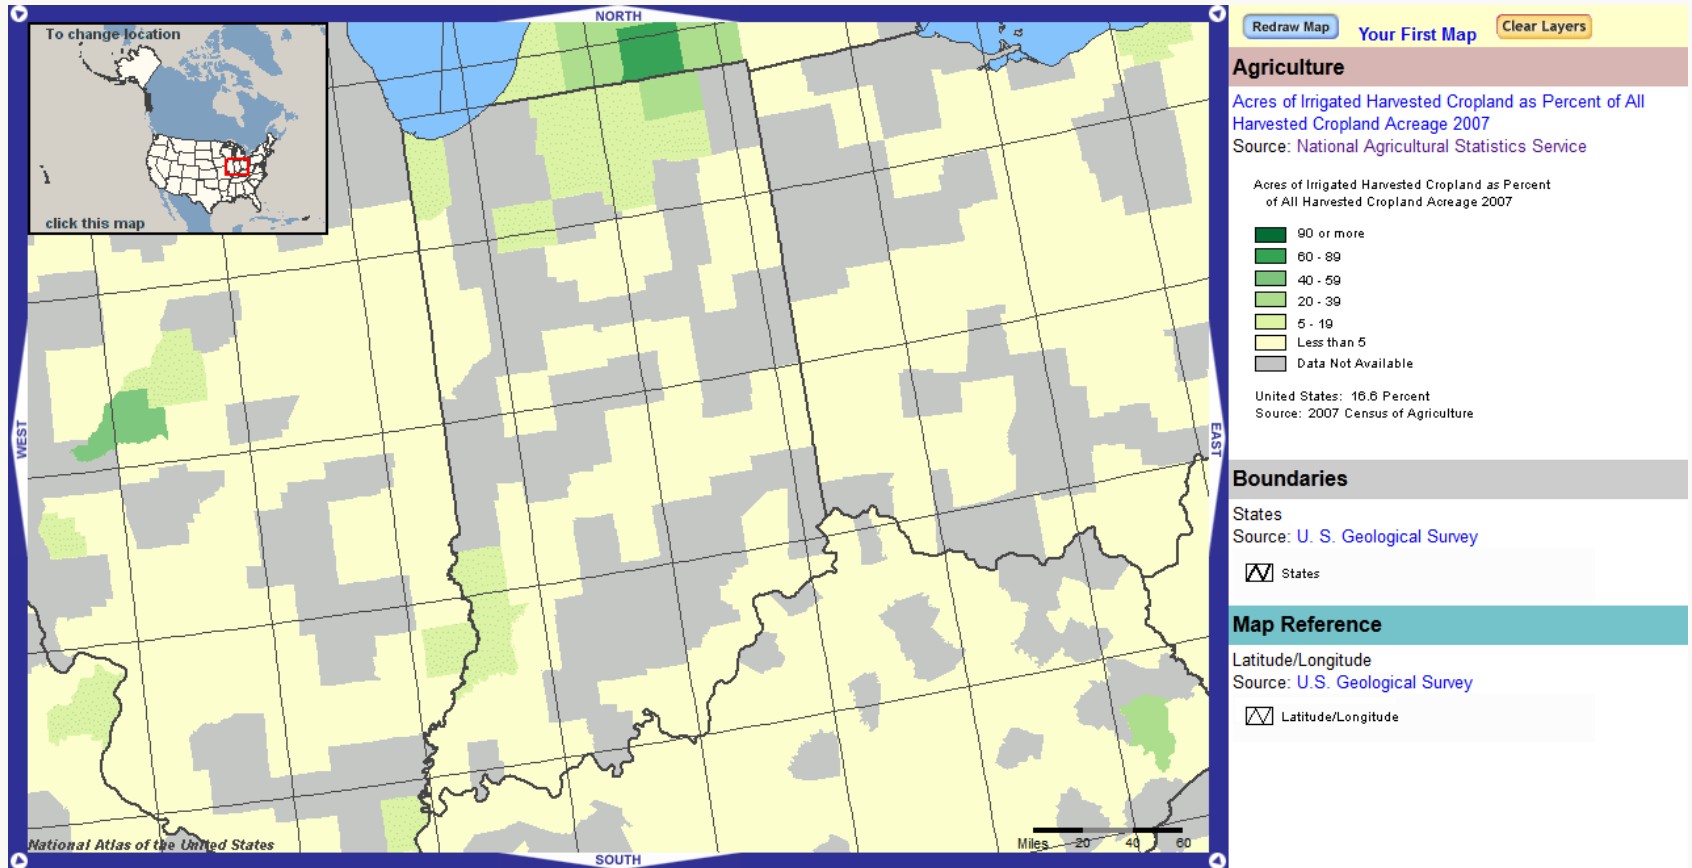 NORTH
To change location
click this map
WEST
EAST
National Atlas of the United States
Miles 20 40 60
SOUTH
Redraw Map
Your First Map
Clear Layers
Agriculture
Acres of Irrigated Harvested Cropland as Percent of All
Harvested Cropland Acreage 2007
Source: National Agricultural Statistics Service
Acres of Irrigated Harvested Cropland as Percent
of All Harvested Cropland Acreage 2007
90 or more
60 - 89
40 - 59
20 - 39
5 - 19
Less than 5
Data Not Available
United States: 16.6 Percent
Source: 2007 Census of Agriculture
Boundaries
States
Source: U. S. Geological Survey
States
Map Reference
Latitude/Longitude
Source: U.S. Geological Survey
Latitude/Longitude